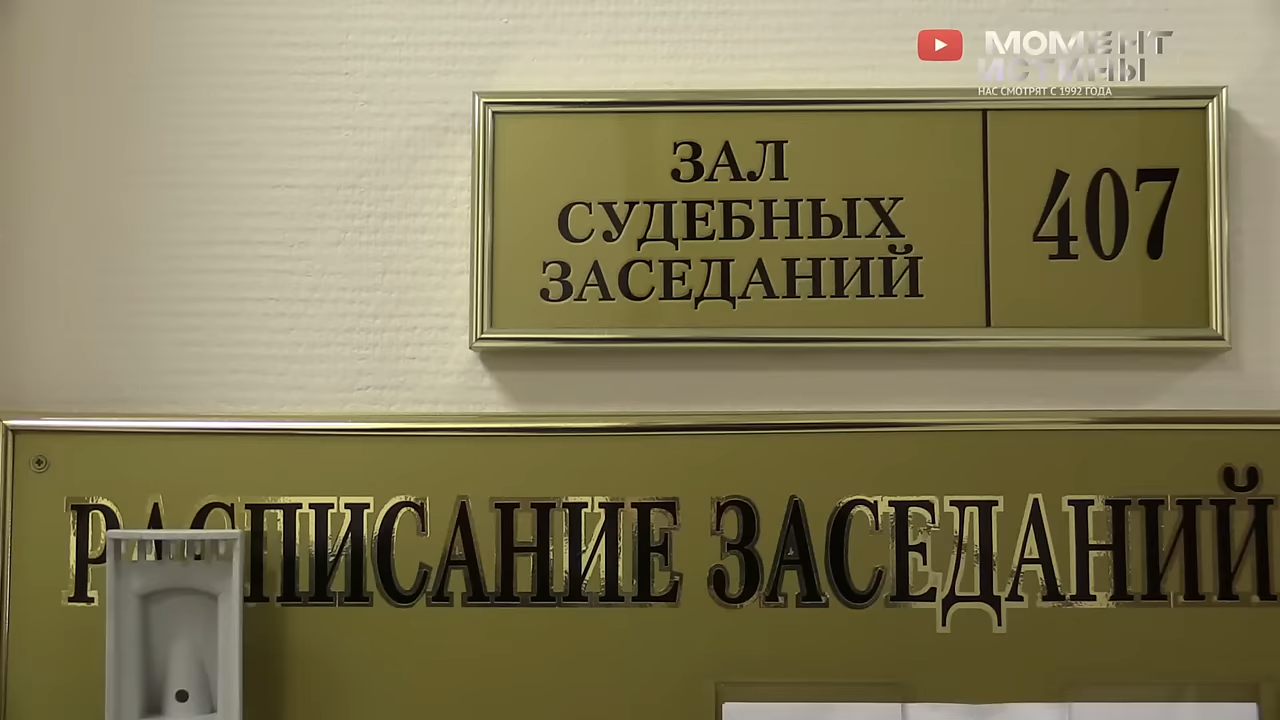 МОМЕНТ
ИСТИНЫ
НАС СМОТРЯТ С 1992 ГОДА
ЗАЛ
СУДЕБНЫХ
ЗАСЕДАНИЙ
407
РАСПИСАНИЕ ЗАСЕДАНИЙ